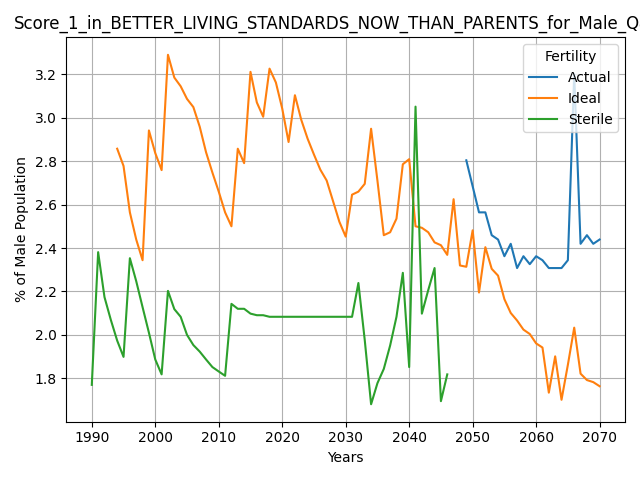 Score_1_in_BETTER_LIVING_STANDARDS_NOW_THAN_PARENTS_for_Male_Q
Fertility
Actual
Ideal
Sterile
% of Male Population
3.2
3.0
2.8
2.6
2.4
2.2
2.0
1.8
1990 2000 2010 2020 2030 2040 2050 2060 2070
Years